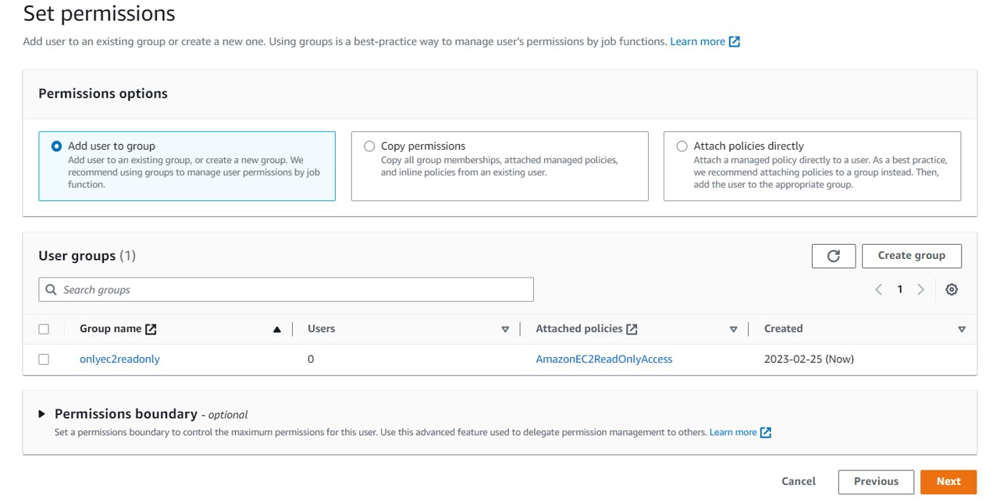 Set permissions
Add user to an existing group or create a new one. Using groups is a best-practice way to manage user's permissions by job functions. Learn more
Permissions options
Add user to group
Add user to an existing group, or create a new group. We
recommend using groups to manage user permissions by job
function.
Copy permissions
Copy all group memberships, attached managed policies,
and inline policies from an existing user.
Attach policies directly
Attach a managed policy directly to a user. As a best practice,
we recommend attaching policies to a group instead. Then,
add the user to the appropriate group.
User groups (1)
Create group
Search groups
1
Group name Users Attached policies Created
onlyec2readonly 0 AmazonEC2ReadOnlyAccess 2023-02-25 (Now)
Permissions boundary - optional
Set a permissions boundary to control the maximum permissions for this user. Use this advanced feature used to delegate permission management to others. Learn more
Cancel Previous Next